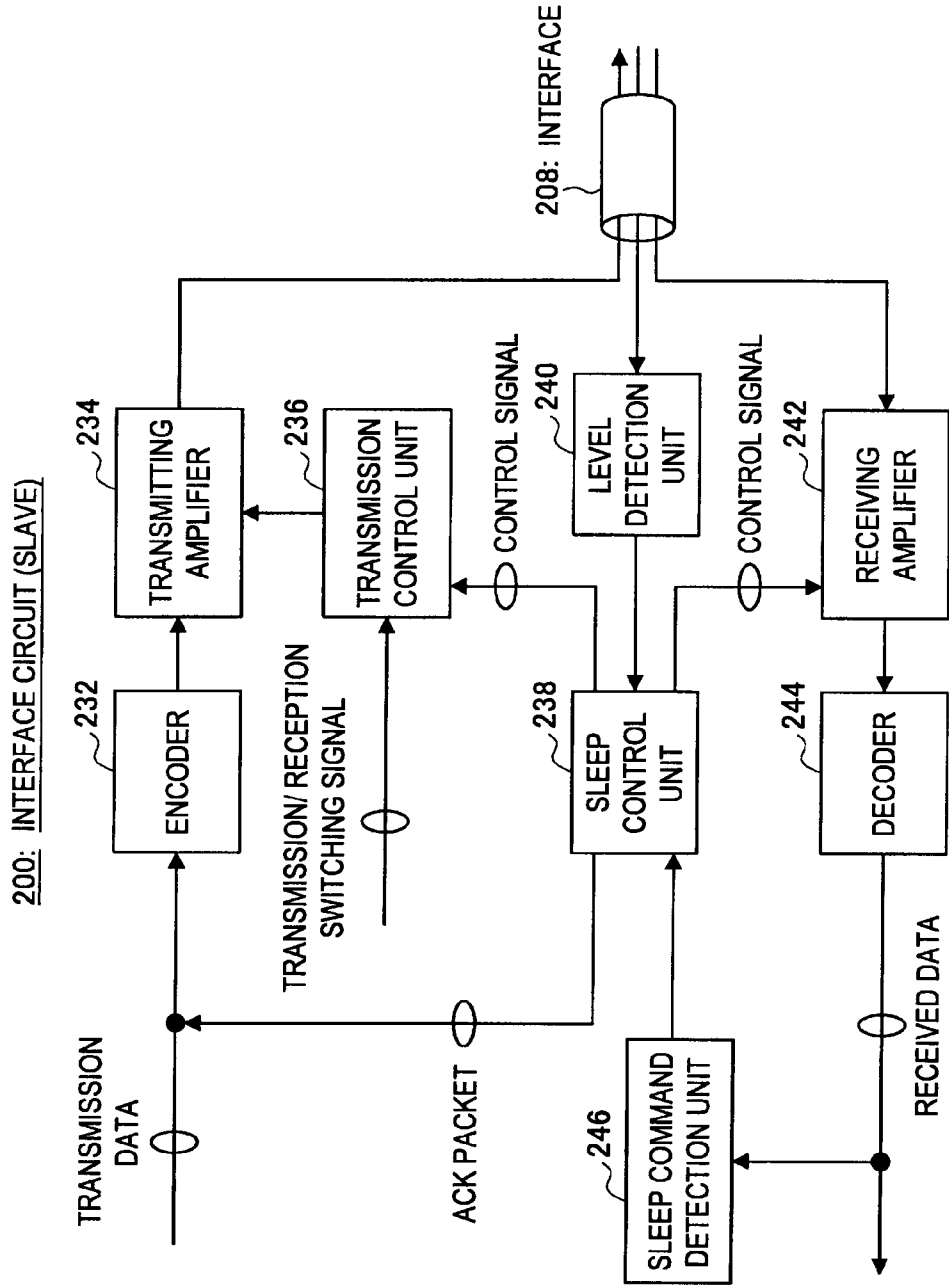 200: INTERFACE CIRCUIT (SLAVE)
TRANSMISSION
DATA
232
ENCODER
234
TRANSMITTING
AMPLIFIER
TRANSMISSION/ RECEPTION
SWITCHING SIGNAL
236
TRANSMISSION
CONTROL UNIT
208: INTERFACE
ACK PACKET
CONTROL SIGNAL
238
SLEEP
CONTROL
UNIT
240
LEVEL
DETECTION
UNIT
CONTROL SIGNAL
246
SLEEP COMMAND
DETECTION UNIT
RECEIVED DATA
244
DECODER
242
RECEIVING
AMPLIFIER